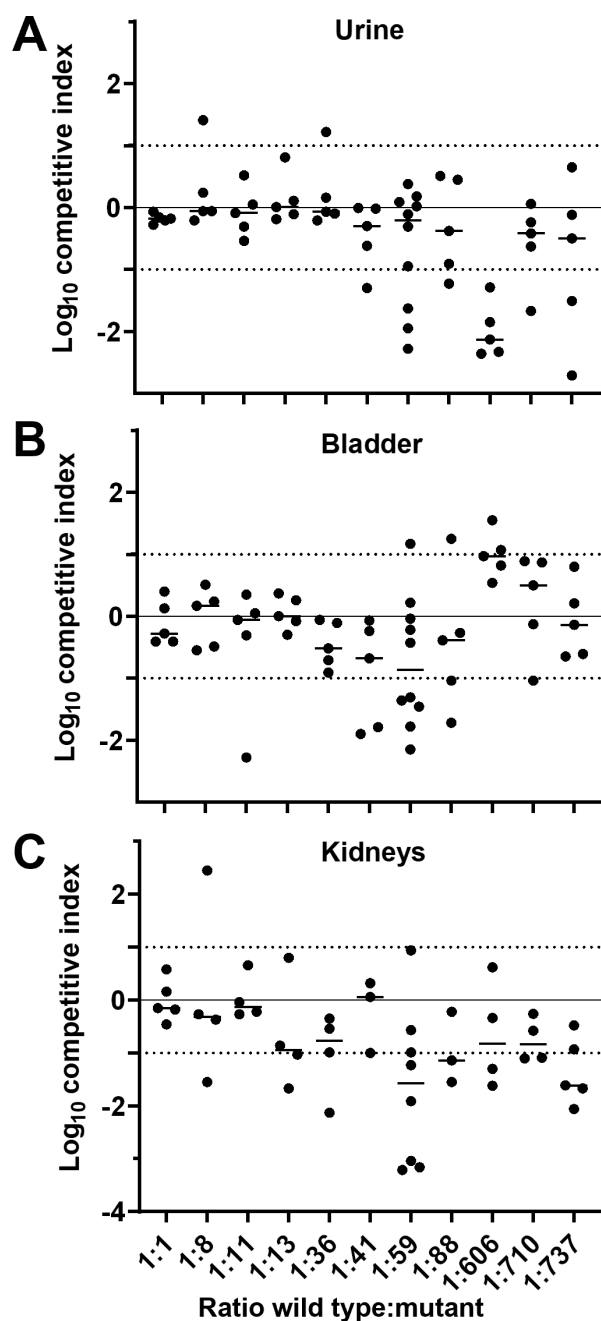 A
Urine
Log10 competitive index
2
0
-2
B
Bladder
Log10 competitive index
2
0
-2
C
Kidneys
Log10 competitive index
2
0
-2
-4
1:1
1:8
1:11
1:13
1:36
1:41
1:59
1:88
1:606
1:710
1:737
Ratio wild type:mutant